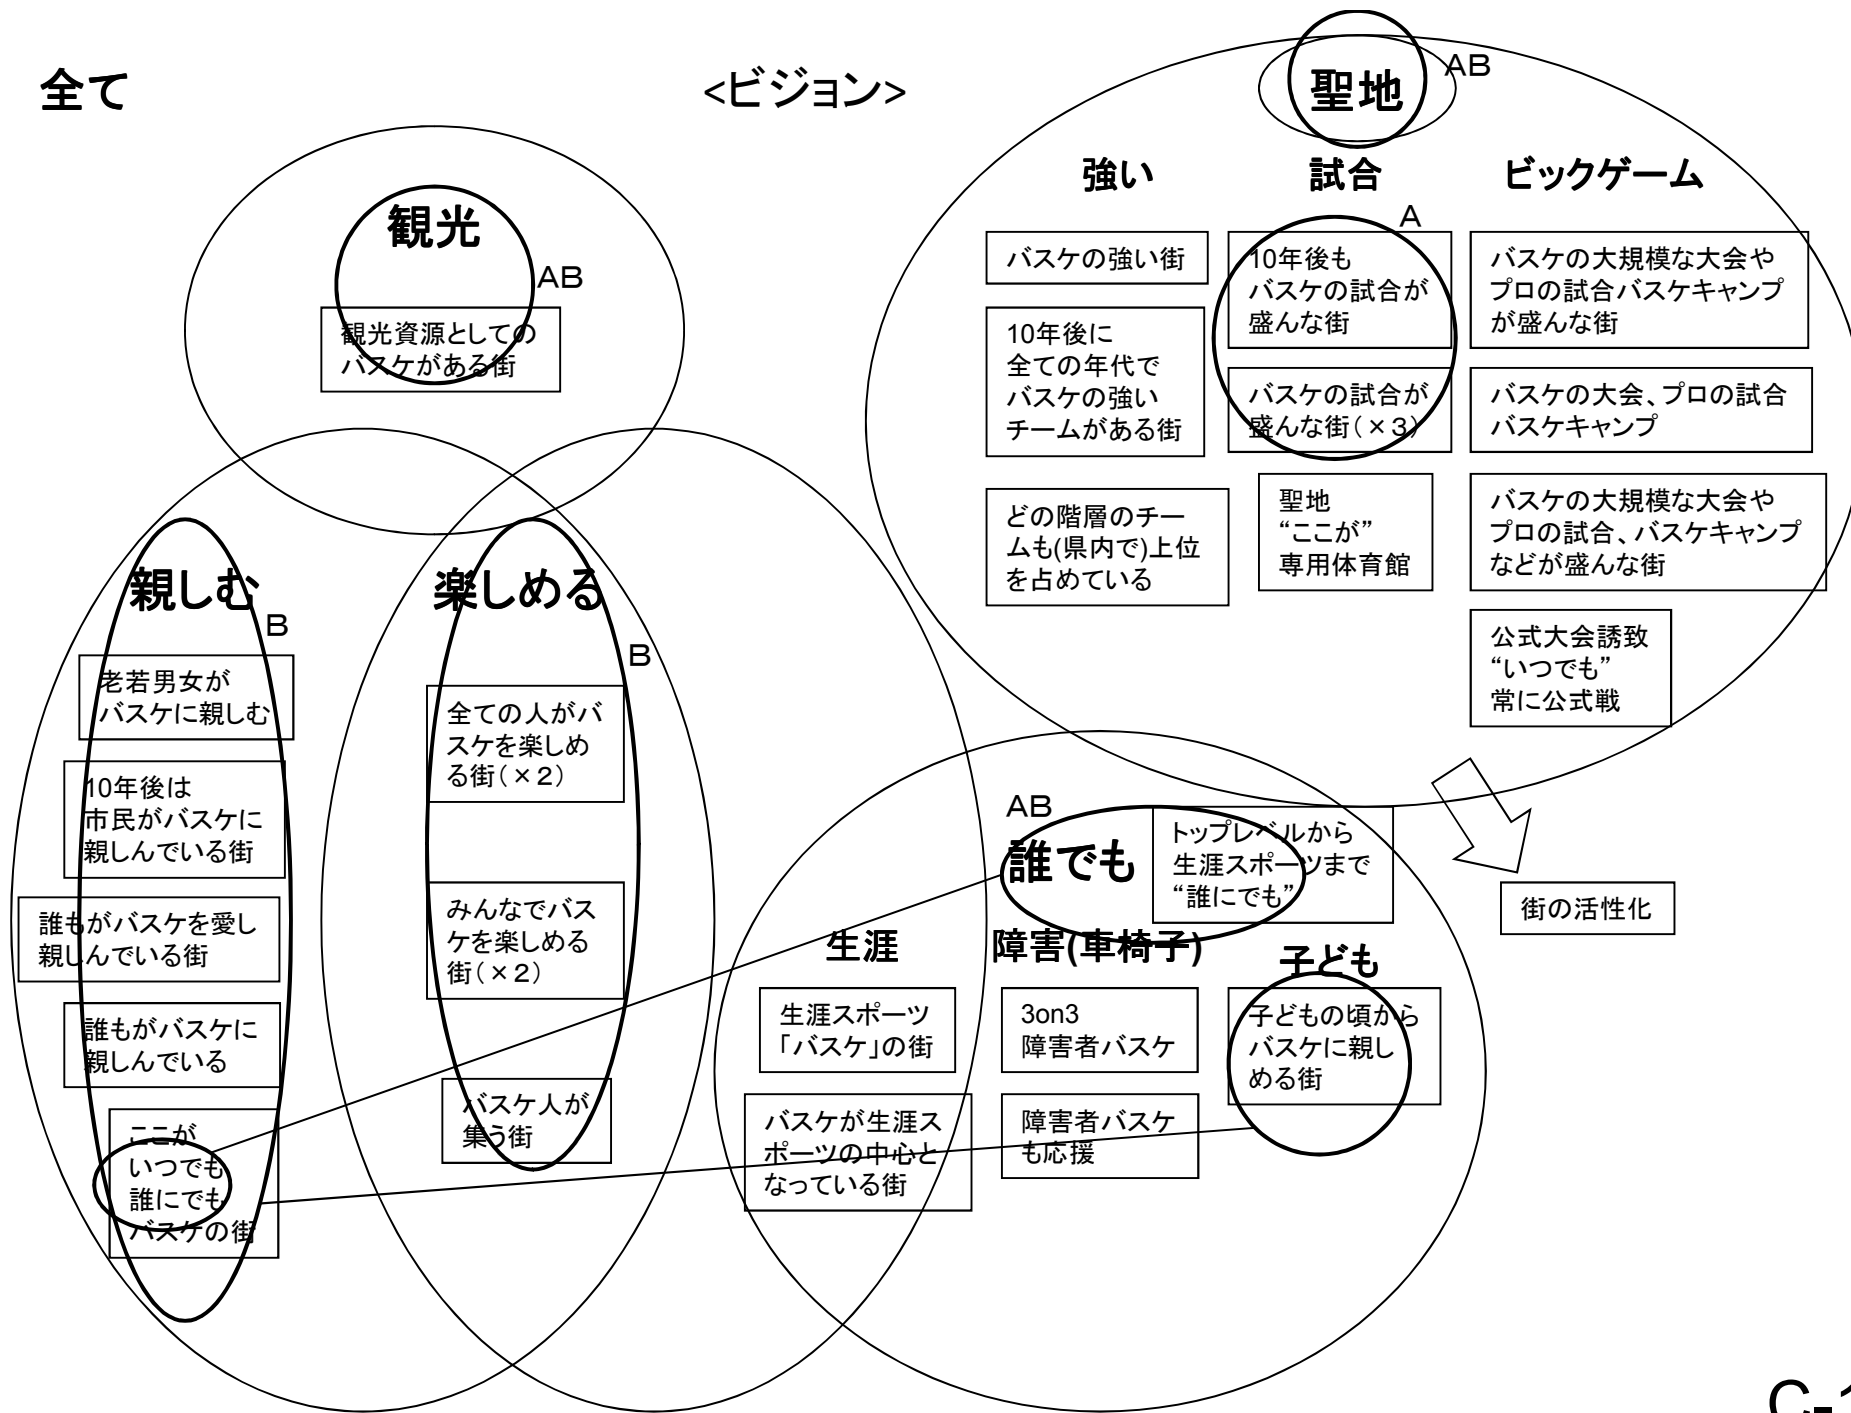 全て
<ビジョン>
聖地
AB
強い
試合
ビックゲーム
A
バスケの強い街
10年後に
全ての年代で
バスケの強い
チームがある街
どの階層のチー
ムも(県内で)上位
を占めている
10年後も
バスケの試合が
盛んな街
バスケの試合が
盛んな街(×3)
聖地
“ここが”
専用体育館
バスケの大規模な大会や
プロの試合バスケキャンプ
が盛んな街
バスケの大会、プロの試合
バスケキャンプ
バスケの大規模な大会や
プロの試合、バスケキャンプ
などが盛んな街
公式大会誘致
“いつでも”
常に公式戦
観光
AB
観光資源としての
バスケがある街
親しむ
B
老若男女が
バスケに親しむ
10年後は
市民がバスケに
親しんでいる街
誰もがバスケを愛し
親しんでいる街
誰もがバスケに
親しんでいる
ここが
いつでも
誰にでも
バスケの街
楽しめる
B
全ての人がバ
スケを楽しめ
る街(×2)
みんなでバス
ケを楽しめる
街(×2)
バスケ人が
集う街
AB
誰でも
トップレベルから
生涯スポーツまで
“誰にでも”
生涯
障害(車椅子)
子ども
生涯スポーツ
「バスケ」の街
バスケが生涯ス
ポーツの中心と
なっている街
3on3
障害者バスケ
障害者バスケ
も応援
子どもの頃から
バスケに親し
める街
街の活性化
C-1